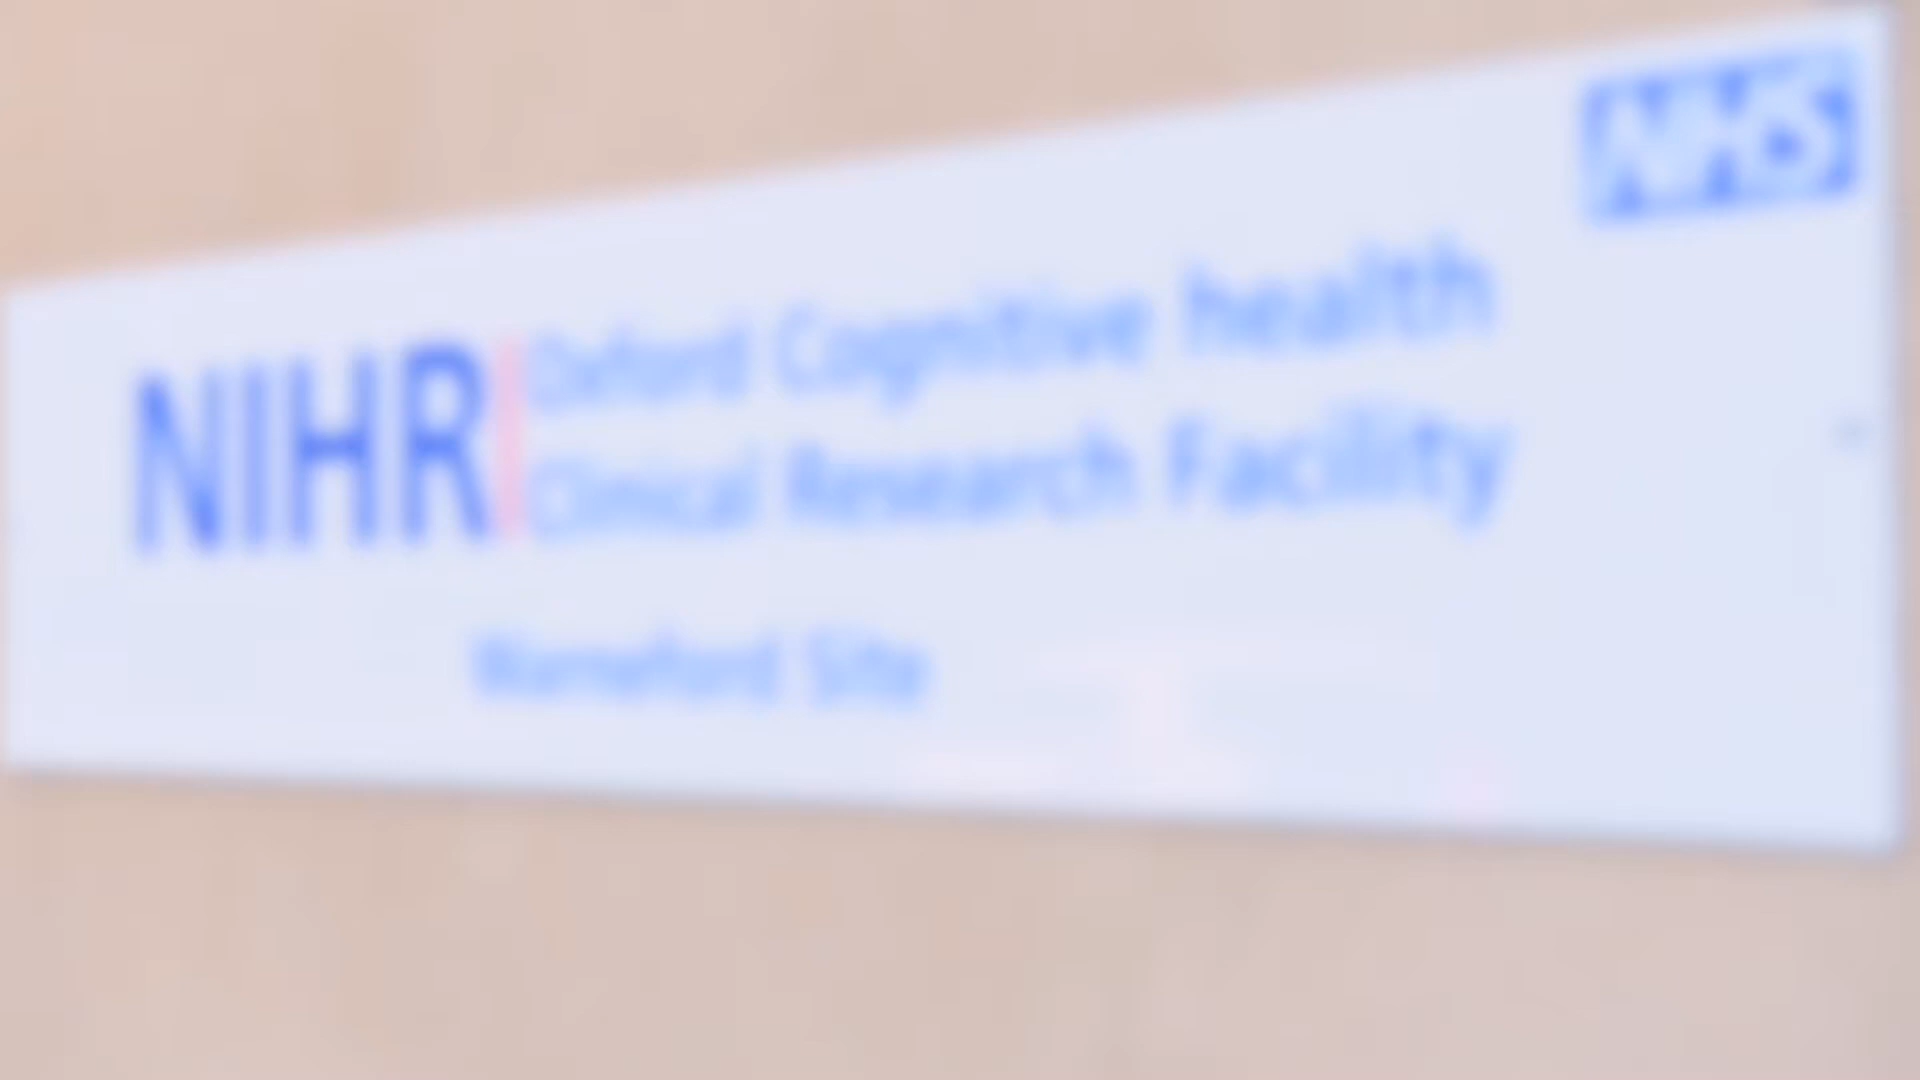 NHS
NIHR
Oxford Cognitive health
Clinical Research Facility
Warneford Site